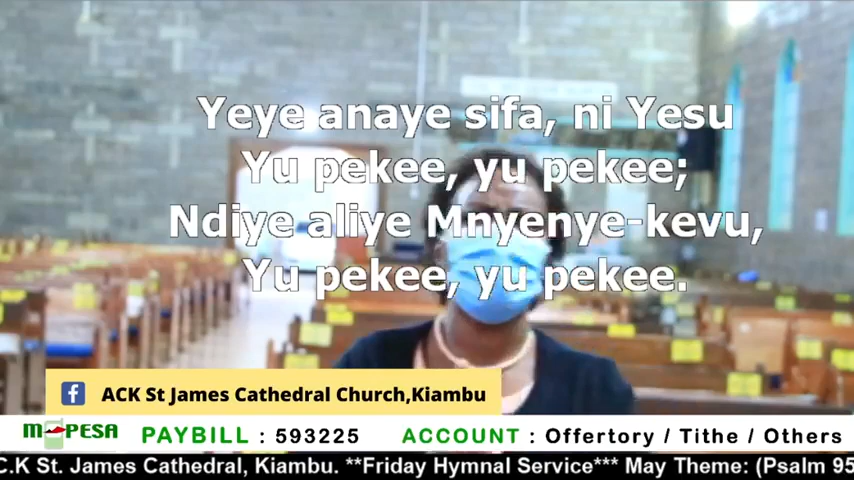 Yeye anaye sifa, ni Yesu
Yu pekee, yu pekee;
Ndiye aliye Mnyenye-kevu,
Yu pekee, yu pekee.
ACK St James Cathedral Church,Kiambu
M-PESA PAYBILL : 593225 ACCOUNT : Offertory / Tithe / Others
C.K St. James Cathedral, Kiambu. **Friday Hymnal Service*** May Theme: (Psalm 95